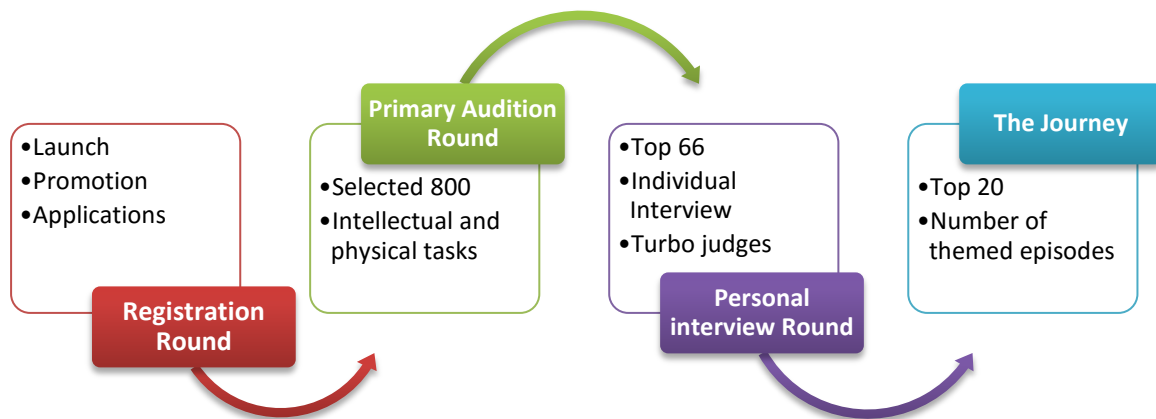 •Launch
•Promotion
•Applications
Registration
Round
Primary Audition
Round
•Selected 800
•Intellectual and
physical tasks
•Top 66
•Individual
Interview
•Turbo judges
Personal
interview Round
The Journey
•Top 20
•Number of
themed episodes